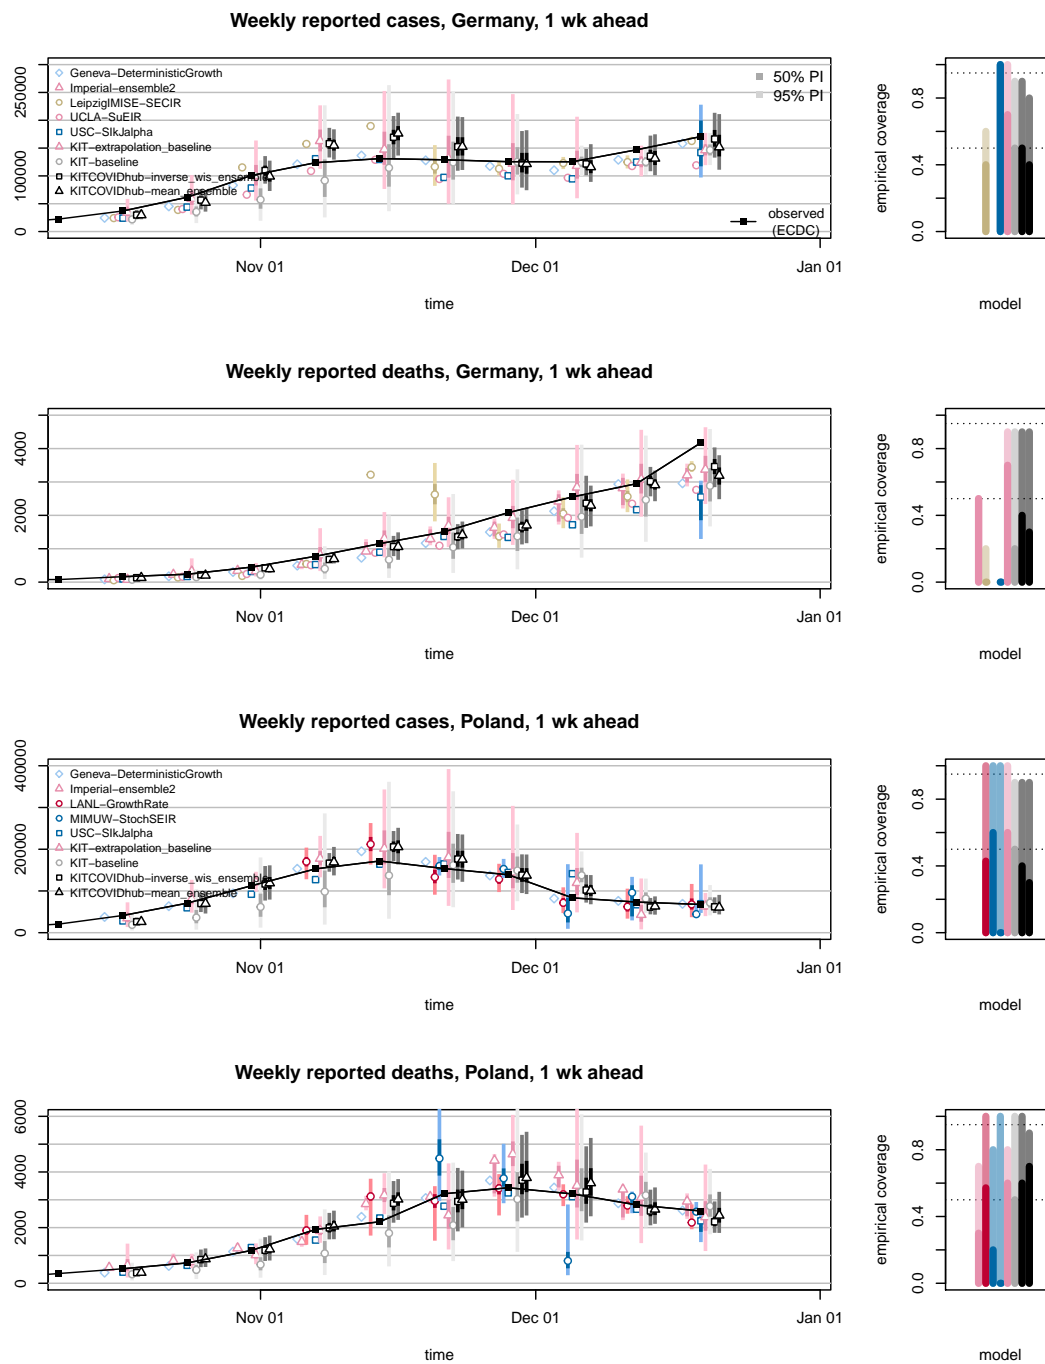 Weekly reported cases, Germany, 1 wk ahead
0
100000
250000
Geneva−DeterministicGrowth
Imperial−ensemble2
LeipzigIMISE−SECIR
UCLA−SuEIR
USC−SIkJalpha
KIT−extrapolation_baseline
KIT−baseline
KITCOVIDhub−inverse_wis_ensemble
KITCOVIDhub−mean_ensemble
50% PI
95% PI
observed
(ECDC)
Nov 01
Dec 01
Jan 01
time
empirical coverage
0.0
0.4
0.8
model
Weekly reported deaths, Germany, 1 wk ahead
0
2000
4000
Nov 01
Dec 01
Jan 01
time
empirical coverage
0.0
0.4
0.8
model
Weekly reported cases, Poland, 1 wk ahead
0
200000
400000
Geneva−DeterministicGrowth
Imperial−ensemble2
LANL−GrowthRate
MIMUW−StochSEIR
USC−SIkJalpha
KIT−extrapolation_baseline
KIT−baseline
KITCOVIDhub−inverse_wis_ensemble
KITCOVIDhub−mean_ensemble
Nov 01
Dec 01
Jan 01
time
empirical coverage
0.0
0.4
0.8
model
Weekly reported deaths, Poland, 1 wk ahead
0
2000
4000
6000
Nov 01
Dec 01
Jan 01
time
empirical coverage
0.0
0.4
0.8
model